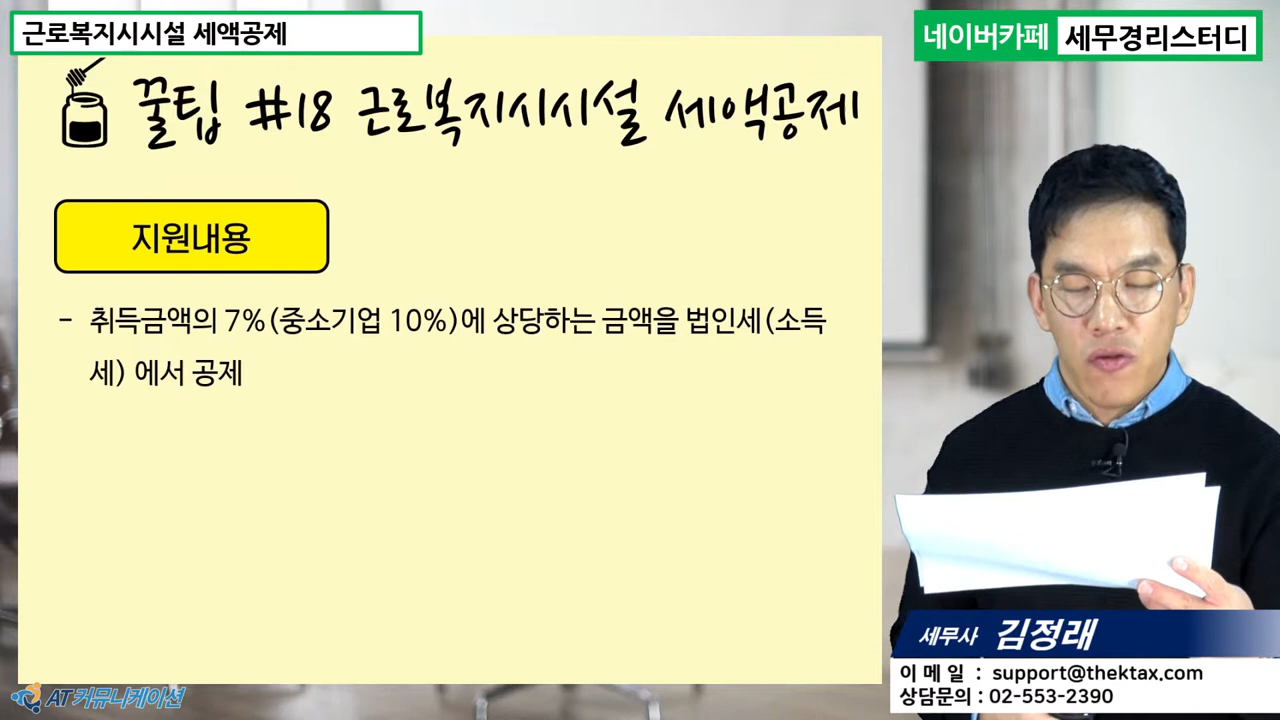 근로복지시시설 세액공제
네이버카페 세무경리스터디
꿀팁 #18 근로복지시시설 세액공제
지원내용
- 취득금액의 7%(중소기업 10%)에 상당하는 금액을 법인세(소득
세) 에서 공제
세무사 김정래
이 메 일 : support@thektax.com
상담문의 : 02-553-2390
AT커뮤니케이션